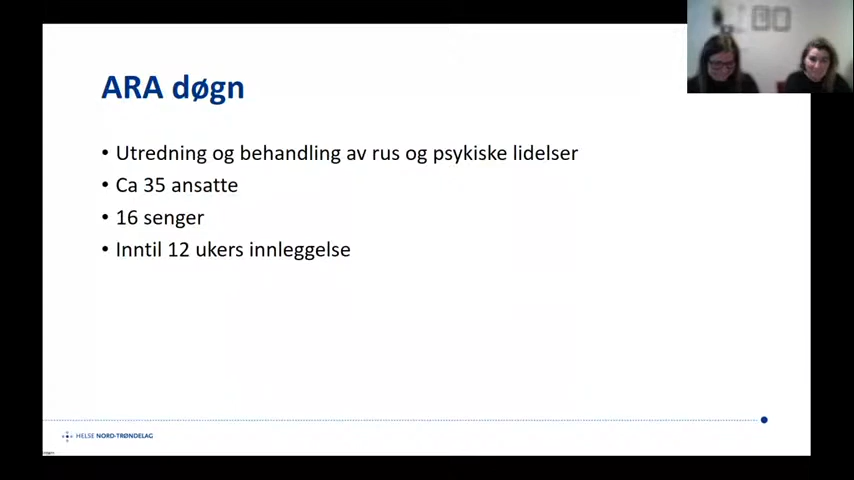 ARA døgn
• Utredning og behandling av rus og psykiske lidelser
• Ca 35 ansatte
• 16 senger
• Inntil 12 ukers innleggelse
HELSE NORD-TRØNDELAG